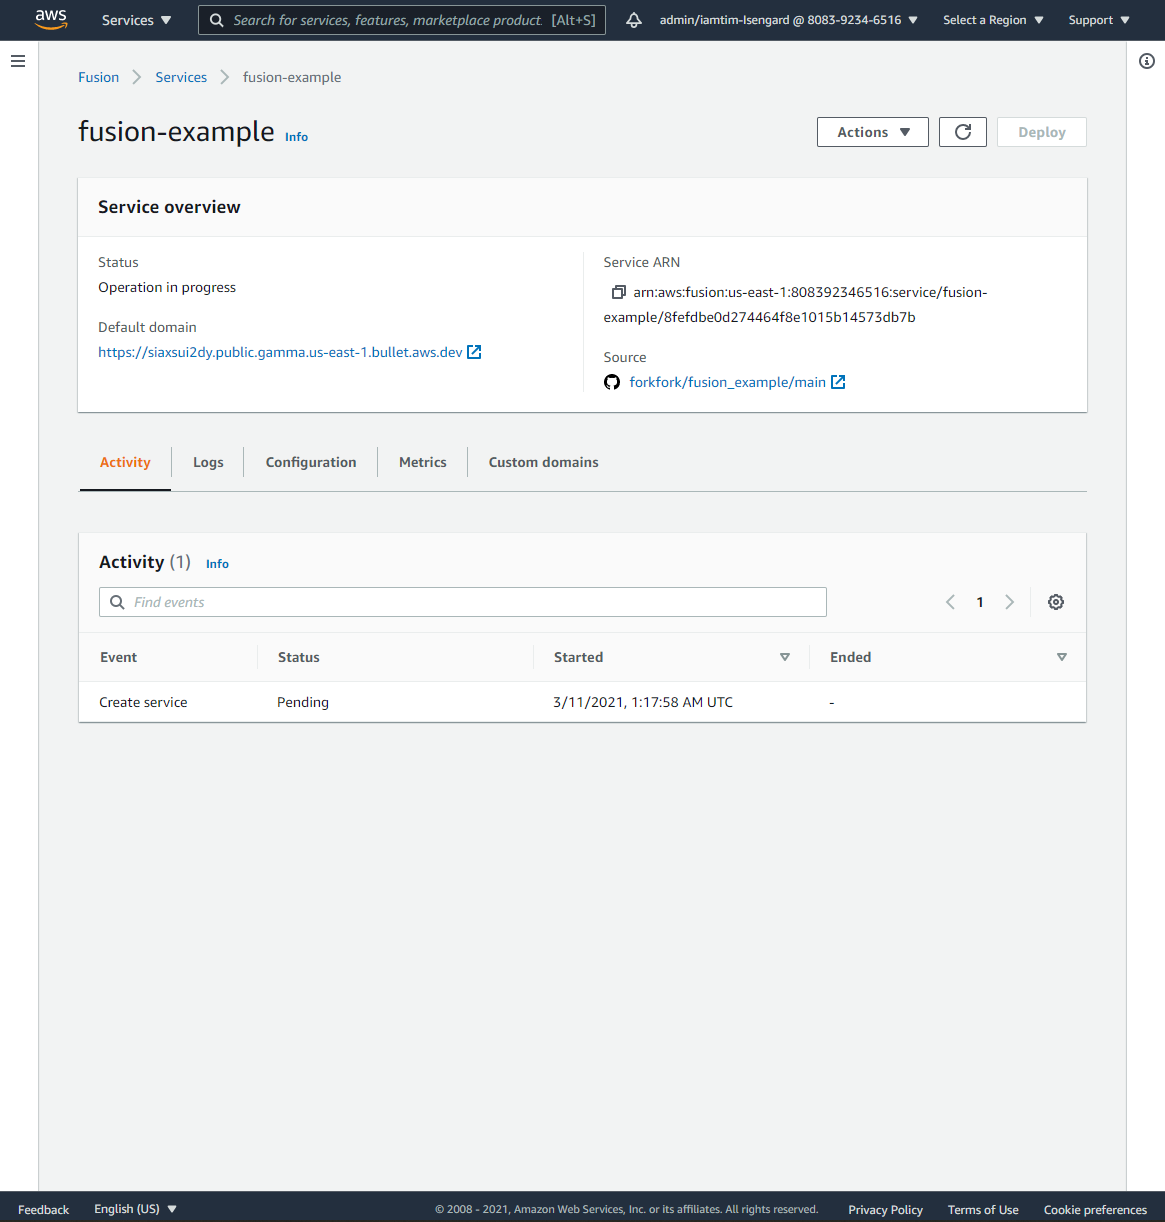 aws Services Search for services, features, marketplace product. [Alt+S] admin/iamtim-Isengard @ 8083-9234-6516 Select a Region Support
Fusion Services fusion-example
fusion-example Info Actions Deploy
Service overview
Status
Operation in progress
Default domain
https://siaxsui2dy.public.gamma.us-east-1.bullet.aws.dev
Service ARN
arn:aws:fusion:us-east-1:808392346516:service/fusion-
example/8fefdbe0d274464f8e1015b14573db7b
Source
forkfork/fusion_example/main
Activity Logs Configuration Metrics Custom domains
Activity (1) Info
Find events 1
Event Status Started Ended
Create service Pending 3/11/2021, 1:17:58 AM UTC -
Feedback English (US) © 2008 - 2021, Amazon Web Services, Inc. or its affiliates. All rights reserved. Privacy Policy Terms of Use Cookie preferences